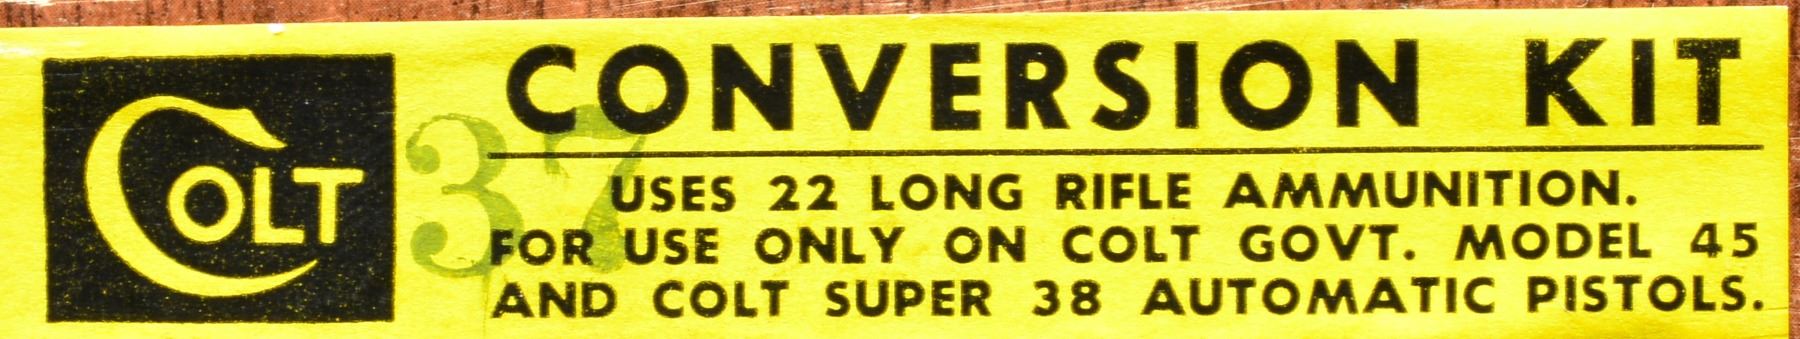 COLT
CONVERSION KIT
37
USES 22 LONG RIFLE AMMUNITION.
FOR USE ONLY ON COLT GOVT. MODEL 45
AND COLT SUPER 38 AUTOMATIC PISTOLS.